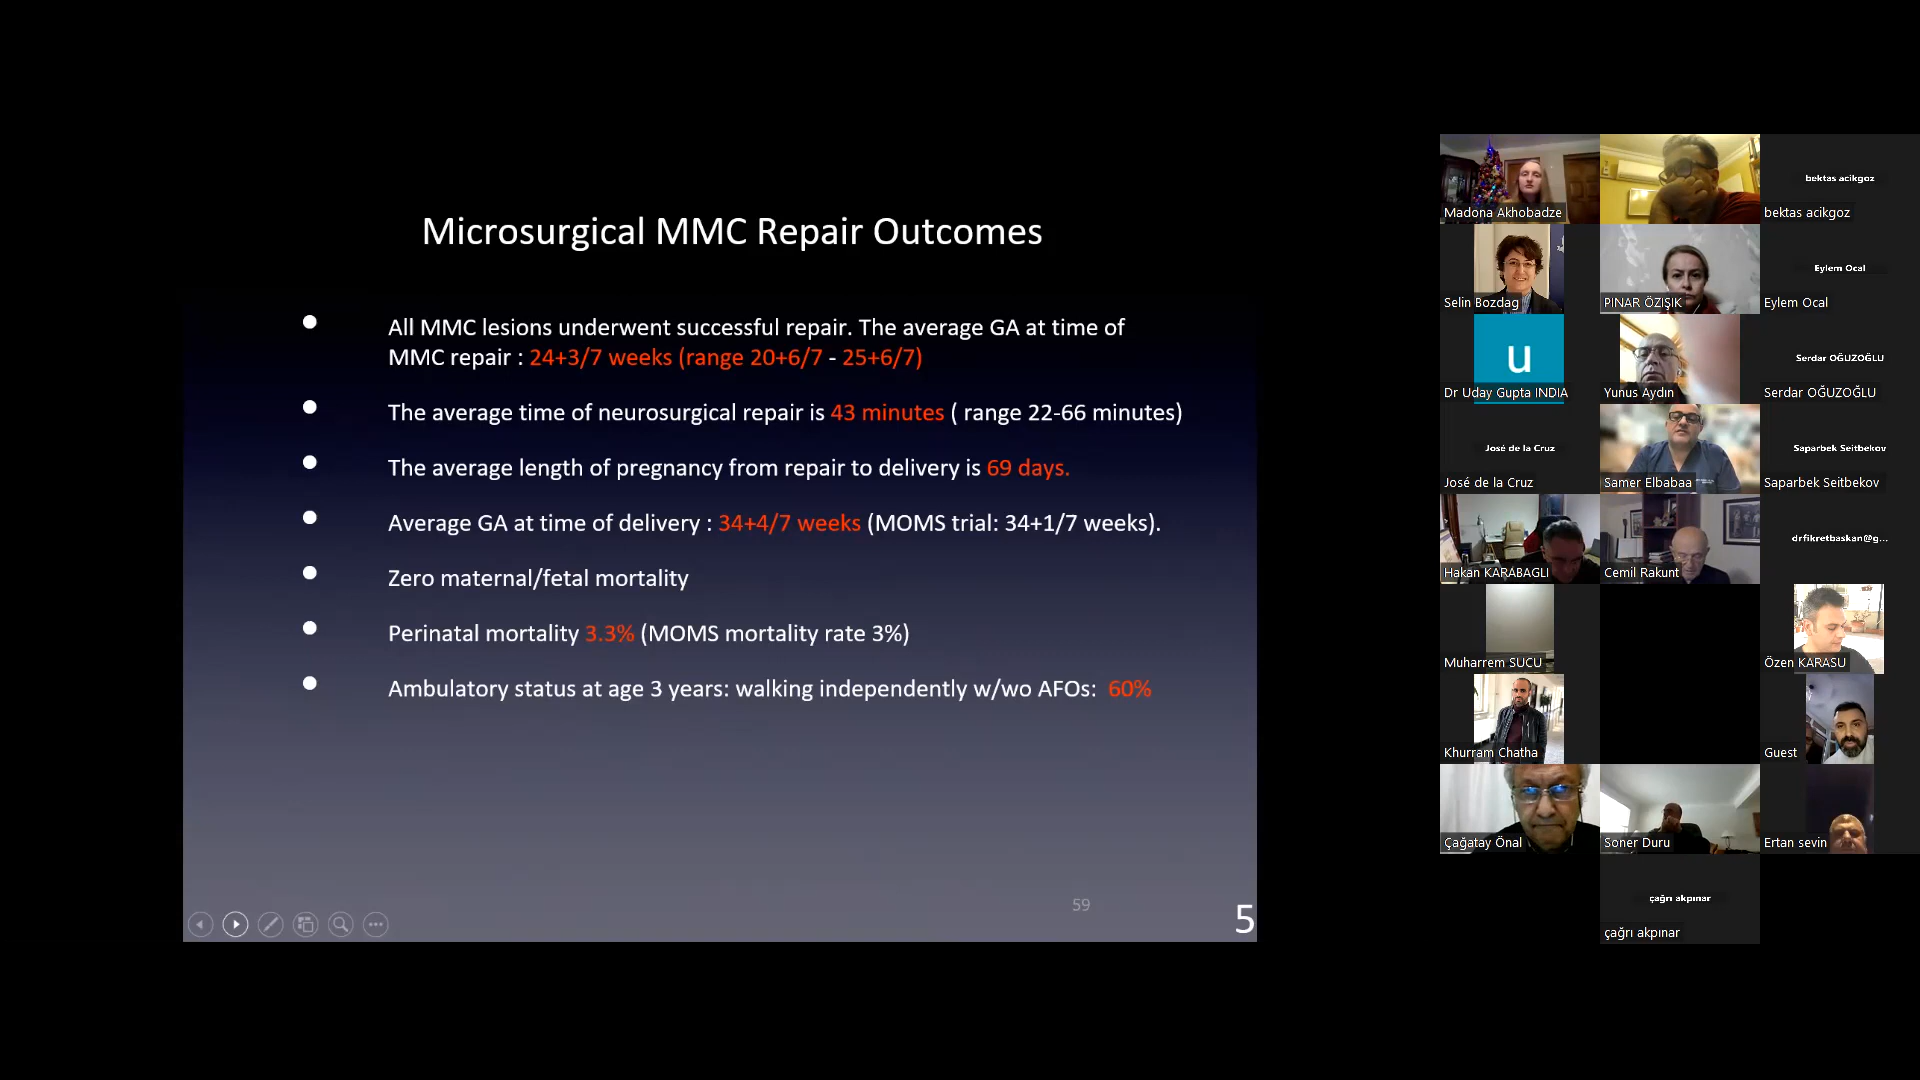 Microsurgical MMC Repair Outcomes
All MMC lesions underwent successful repair. The average GA at time of
MMC repair : 24+3/7 weeks (range 20+6/7 - 25+6/7)
The average time of neurosurgical repair is 43 minutes ( range 22-66 minutes)
The average length of pregnancy from repair to delivery is 69 days.
Average GA at time of delivery : 34+4/7 weeks (MOMS trial: 34+1/7 weeks).
Zero maternal/fetal mortality
Perinatal mortality 3.3% (MOMS mortality rate 3%)
Ambulatory status at age 3 years: walking independently w/wo AFOs: 60%
59
5
Madona Akhobadze
bektas acikgoz
bektas acikgoz
Selin Bozdag
PINAR ÖZIŞIK
Eylem Ocal
Eylem Ocal
u
Dr Uday Gupta INDIA
Yunus Aydın
Serdar OĞUZOĞLU
Serdar OĞUZOĞLU
José de la Cruz
José de la Cruz
Samer Elbabaa
Saparbek Seitbekov
Saparbek Seitbekov
Hakan KARABAGLI
Cemil Rakunt
drfikretbaskan@g...
Muharrem SUCU
Özen KARASU
Khurram Chatha
Guest
Çağatay Önal
Soner Duru
Ertan sevin
çağrı akpınar
çağrı akpınar